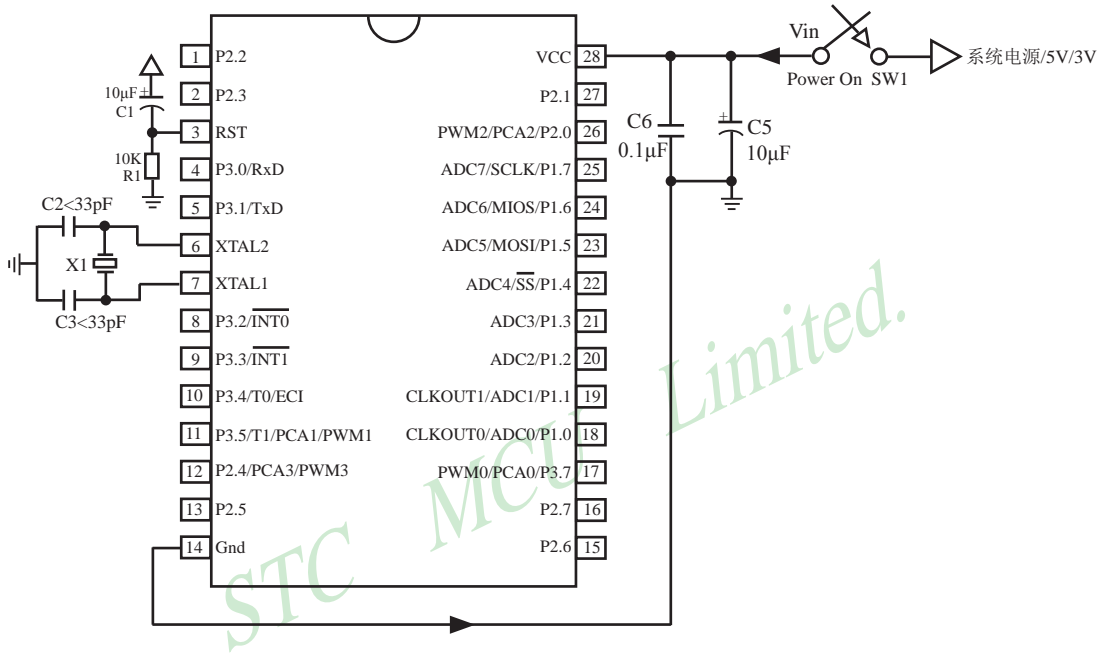 1 P2.2
2 P2.3
3 RST
4 P3.0/RxD
5 P3.1/TxD
6 XTAL2
7 XTAL1
8 P3.2/INT0
9 P3.3/INT1
10 P3.4/T0/ECI
11 P3.5/T1/PCA1/PWM1
12 P2.4/PCA3/PWM3
13 P2.5
14 Gnd
VCC 28
P2.1 27
PWM2/PCA2/P2.0 26
ADC7/SCLK/P1.7 25
ADC6/MIOS/P1.6 24
ADC5/MOSI/P1.5 23
ADC4/SS/P1.4 22
ADC3/P1.3 21
ADC2/P1.2 20
CLKOUT1/ADC1/P1.1 19
CLKOUT0/ADC0/P1.0 18
PWM0/PCA0/P3.7 17
P2.7 16
P2.6 15
10μF+
C1
10K
R1
C2<33pF
X1
C3<33pF
C6
0.1μF
+
C5
10μF
Vin
Power On SW1
系统电源/5V/3V
STC MCU Limited.